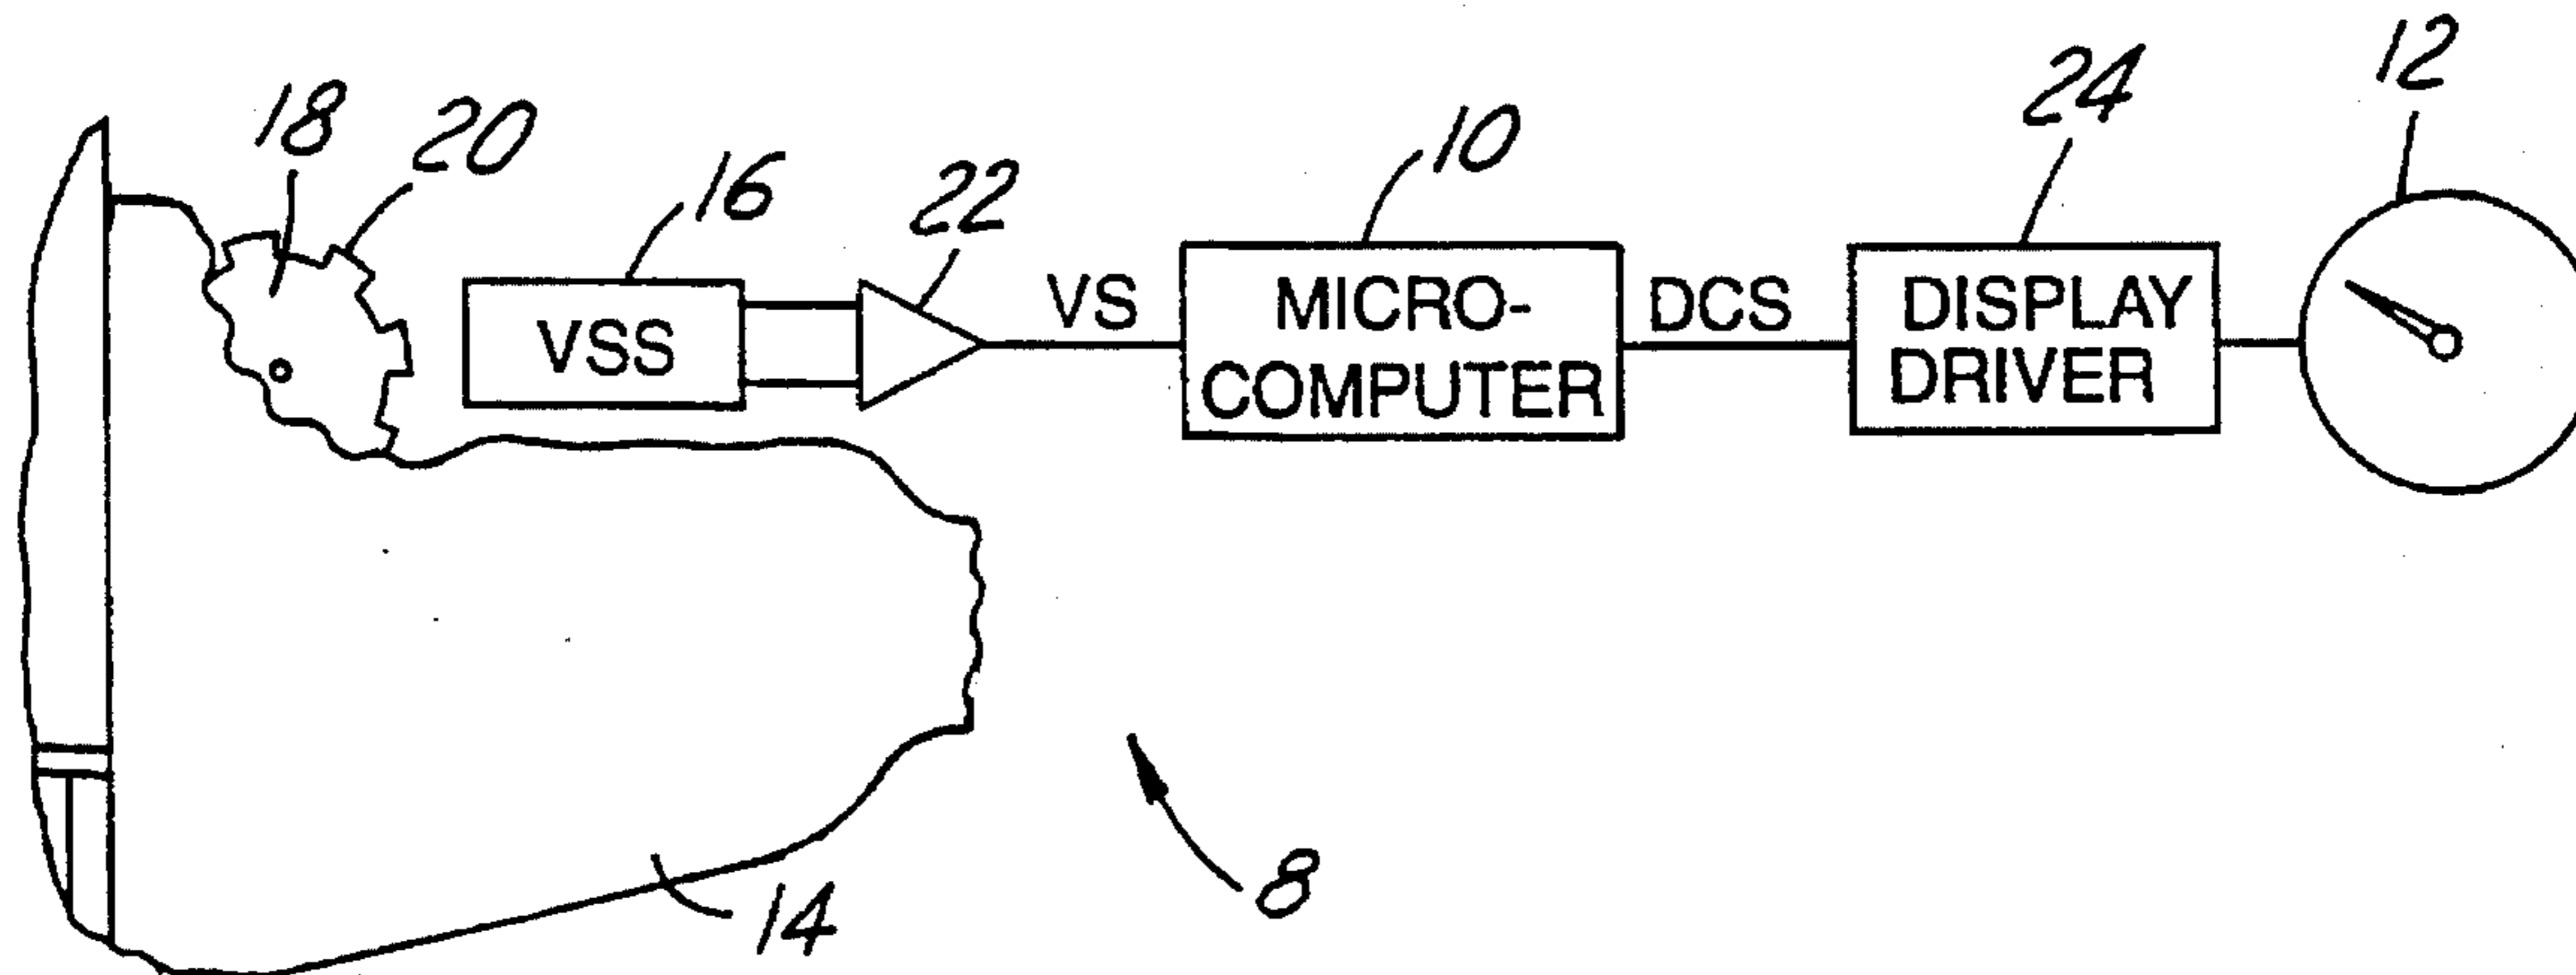 18
20
16
22
10
24
12
VSS
VS
MICRO-
COMPUTER
DCS
DISPLAY
DRIVER
14
8